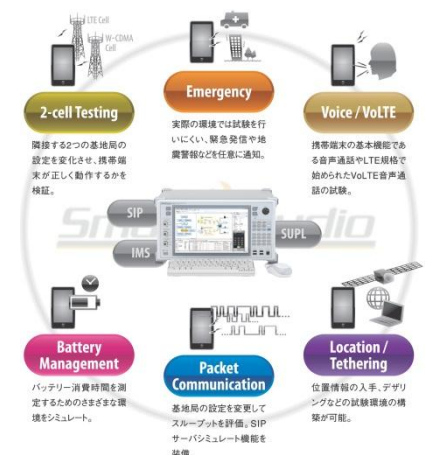 LTE Cell
W-CDMA
Cell
2-cell Testing
隣接する2つの基地局の
設定を変化させ、携帯端
末が正しく動作するかを
検証。
Emergency
実際の環境では試験を行
いにくい、緊急発信や地
震警報などを任意に通知。
Voice / VoLTE
携帯端末の基本機能であ
る音声通話やLTE規格で
始められたVoLTE音声通
話の試験。
SIP
IMS
SUPL
Battery
Management
バッテリー消費時間を測
定するためのさまざまな環
境をシミュレート。
Packet
Communication
基地局の設定を変更して
スループットを評価。SIP
サーバシミュレート機能を
装備。
Location /
Tethering
位置情報の入手、テザリ
ングなどの試験環境の構
築が可能。